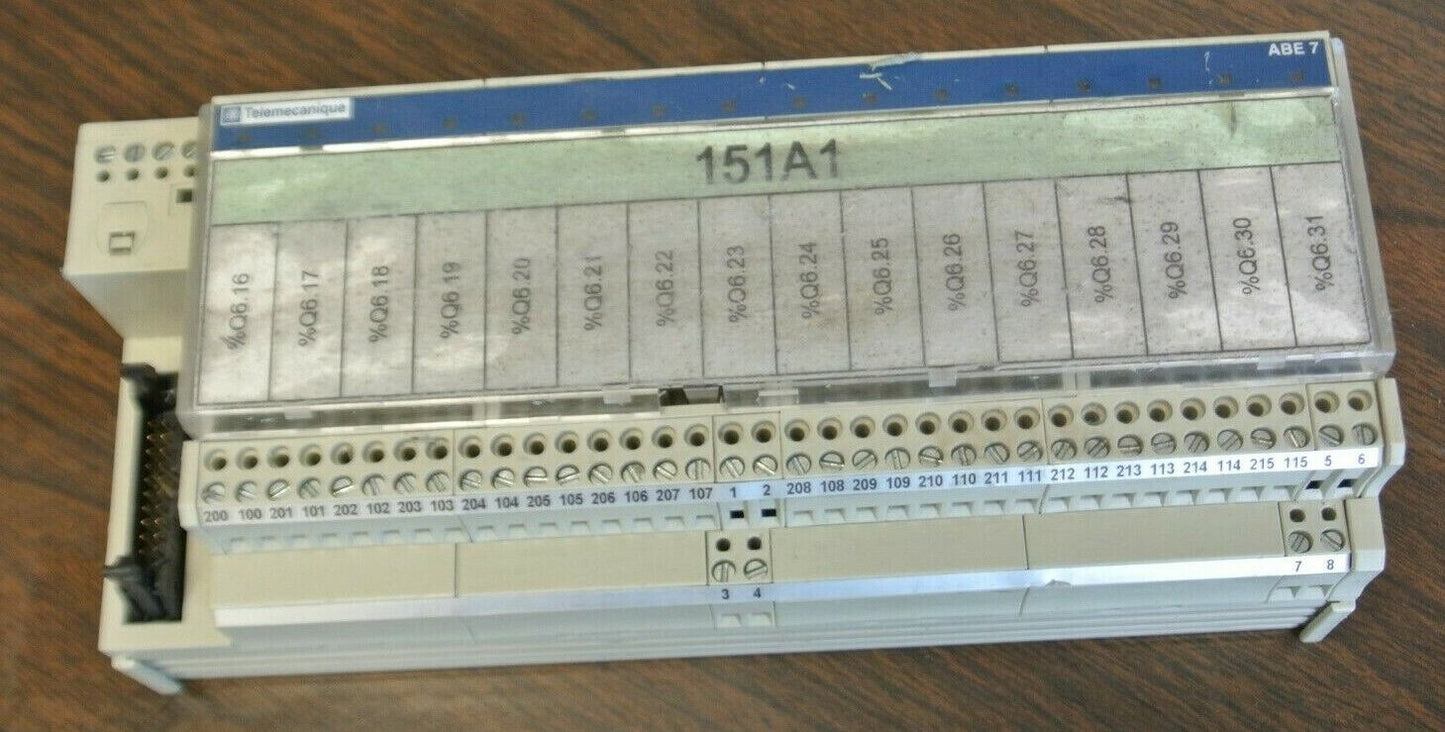 ABE 7
Telemecanique
151A1
%Q6.16 %Q6.17 %Q6.18 %Q6.19 %Q6.20 %Q6.21 %Q6.22 %Q6.23 %Q6.24 %Q6.25 %Q6.26 %Q6.27 %Q6.28 %Q6.29 %Q6.30 %Q6.31
200 100 201 101 202 102 203 103 204 104 205 105 206 106 207 107 1 2 208 108 209 109 210 110 211 111 212 112 213 113 214 114 215 115 5 6
3 4 7 8